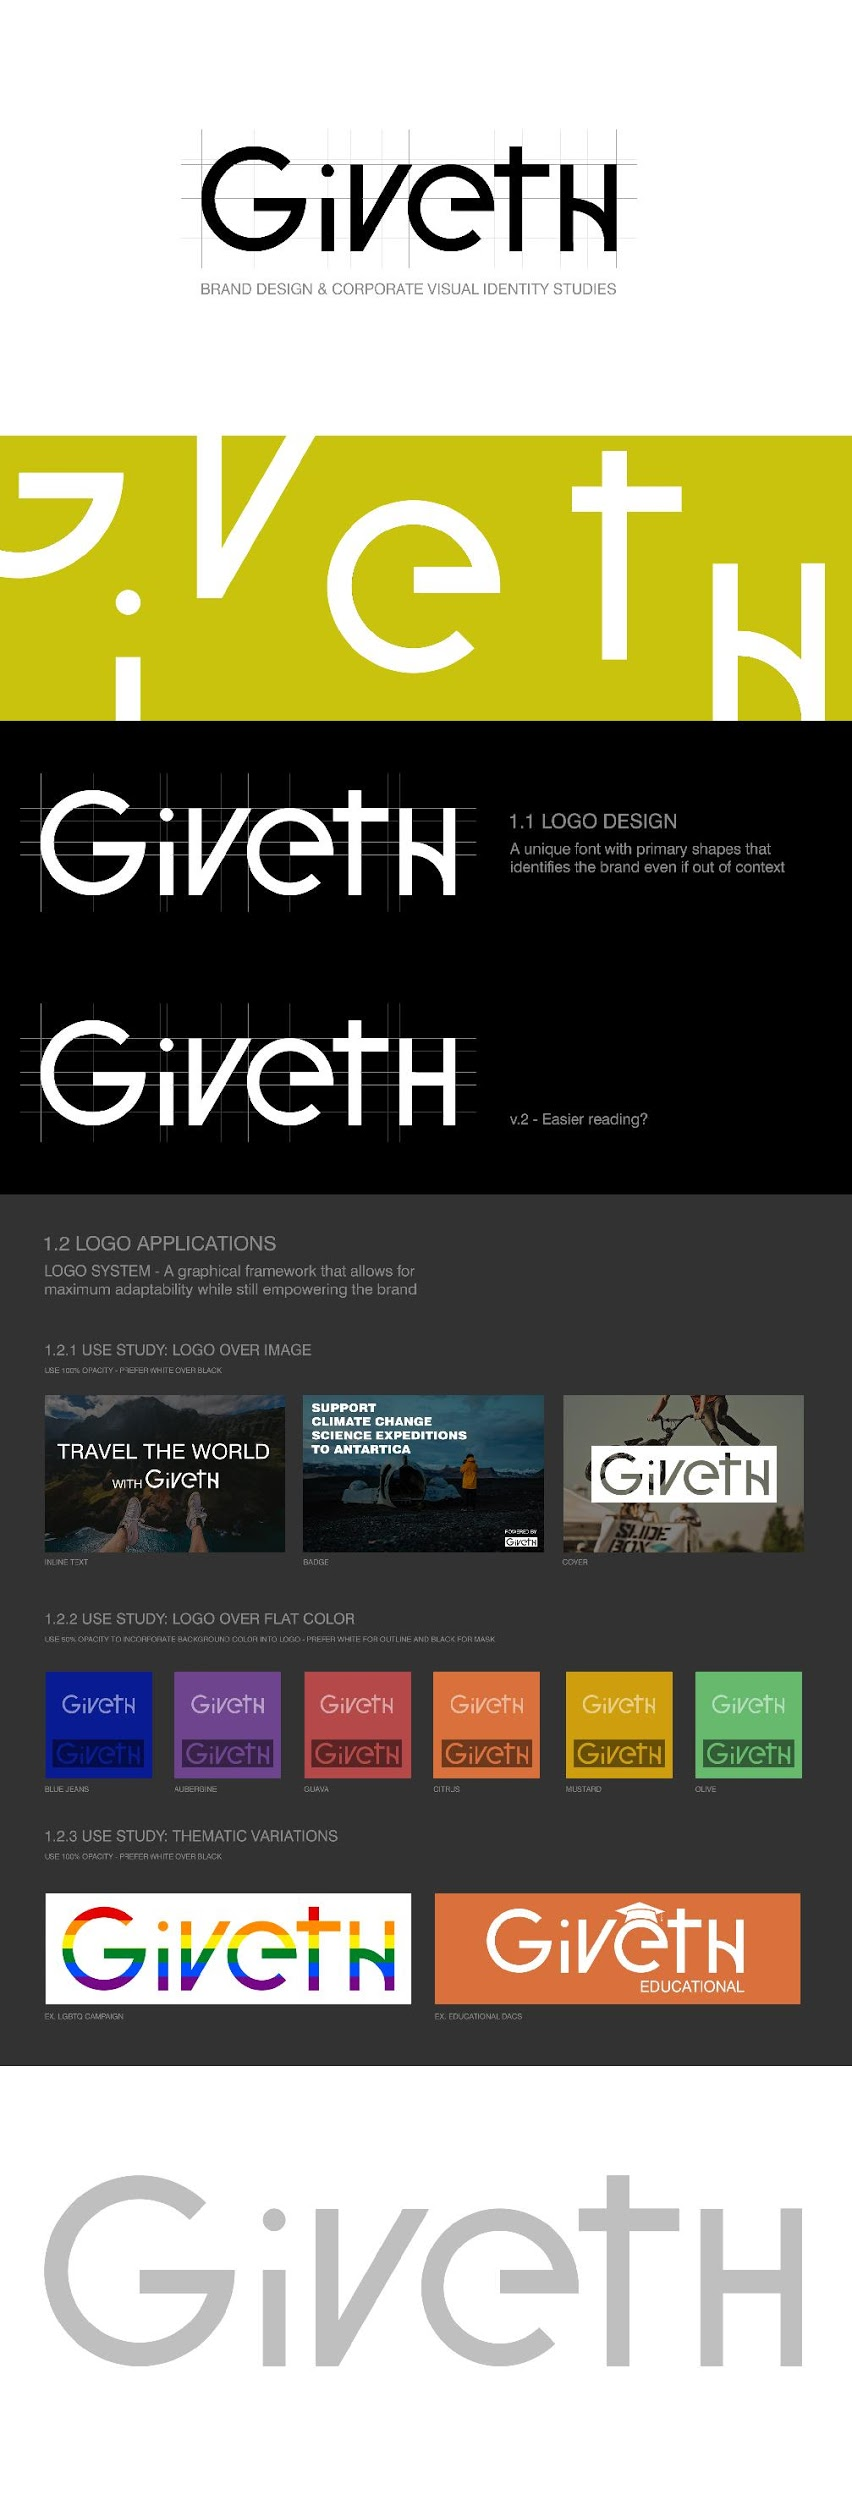 GivetH
BRAND DESIGN & CORPORATE VISUAL IDENTITY STUDIES
GivetH
GivetH
1.1 LOGO DESIGN
A unique font with primary shapes that
identifies the brand even if out of context
GivetH
v.2 - Easier reading?
1.2 LOGO APPLICATIONS
LOGO SYSTEM - A graphical framework that allows for
maximum adaptability while still empowering the brand
1.2.1 USE STUDY: LOGO OVER IMAGE
USE 100% OPACITY - PREFER WHITE OVER BLACK
TRAVEL THE WORLD
WITH GivetH
SUPPORT
CLIMATE CHANGE
SCIENCE EXPEDITIONS
TO ANTARTICA
POWERED BY
GivetH
GivetH
SLIDE
BOX
INLINE TEXT
BADGE
COVER
1.2.2 USE STUDY: LOGO OVER FLAT COLOR
USE 50% OPACITY TO INCORPORATE BACKGROUND COLOR INTO LOGO - PREFER WHITE FOR OUTLINE AND BLACK FOR MASK
GivetH
GivetH
BLUE JEANS
GivetH
GivetH
AUBERGINE
GivetH
GivetH
GUAVA
GivetH
GivetH
CITRUS
GivetH
GivetH
MUSTARD
GivetH
GivetH
OLIVE
1.2.3 USE STUDY: THEMATIC VARIATIONS
USE 100% OPACITY - PREFER WHITE OVER BLACK
GivetH
EX. LGBTQ CAMPAIGN
GivetH
EDUCATIONAL
EX. EDUCATIONAL DACS
GivetH